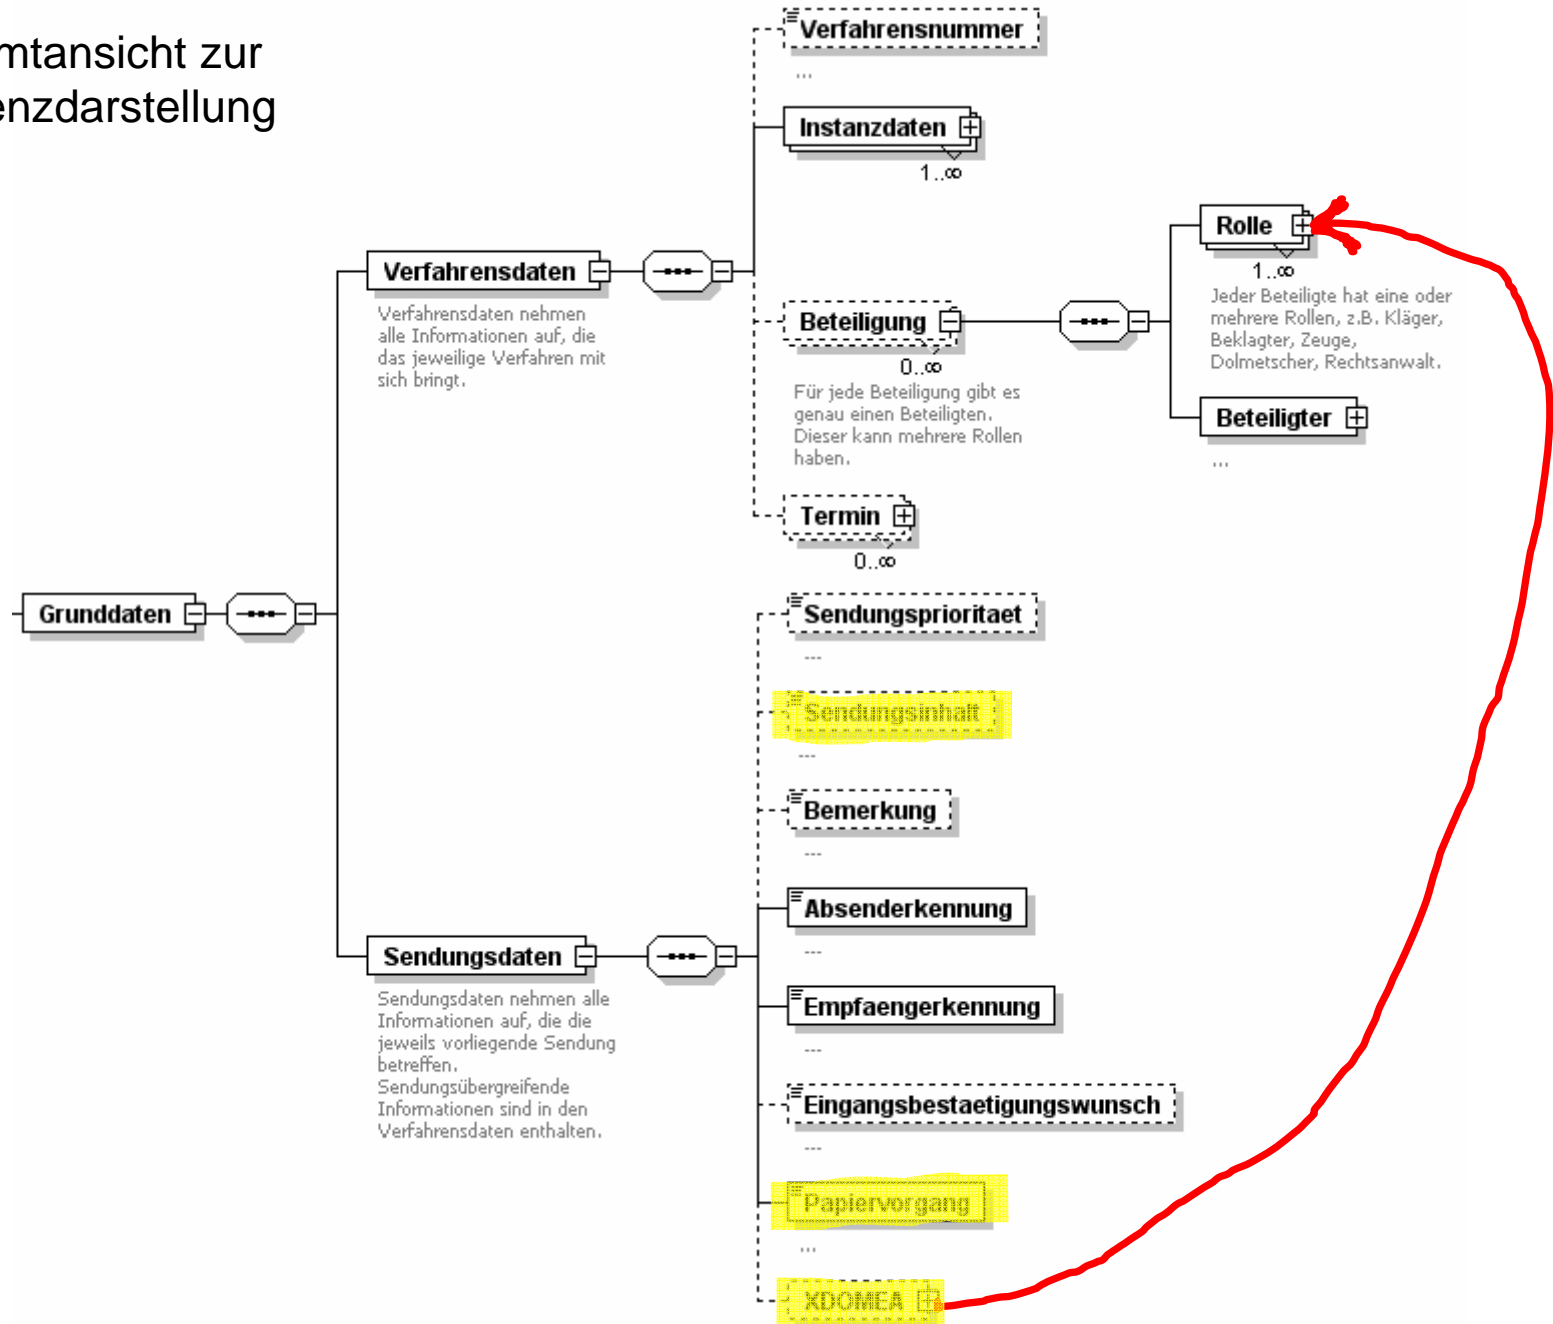 mtansicht zur
enzdarstellung
Verfahrensnummer
...
Instanzdaten
1..∞
Rolle
1..∞
Jeder Beteiligte hat eine oder
mehrere Rollen, z.B. Kläger,
Beklagter, Zeuge,
Dolmetscher, Rechtsanwalt.
Verfahrensdaten
Verfahrensdaten nehmen
alle Informationen auf, die
das jeweilige Verfahren mit
sich bringt.
Beteiligung
0..∞
Für jede Beteiligung gibt es
genau einen Beteiligten.
Dieser kann mehrere Rollen
haben.
Beteiligter
...
Termin
0..∞
Grunddaten
Sendungsprioritaet
---
Sendungsinhalt
---
Bemerkung
---
Absenderkennung
---
Sendungsdaten
Sendungsdaten nehmen alle
Informationen auf, die die
jeweils vorliegende Sendung
betreffen.
Sendungsübergreifende
Informationen sind in den
Verfahrensdaten enthalten.
Empfaengerkennung
---
Eingangsbestaetigungswunsch
---
Papiervorgang
...
XDOMEA